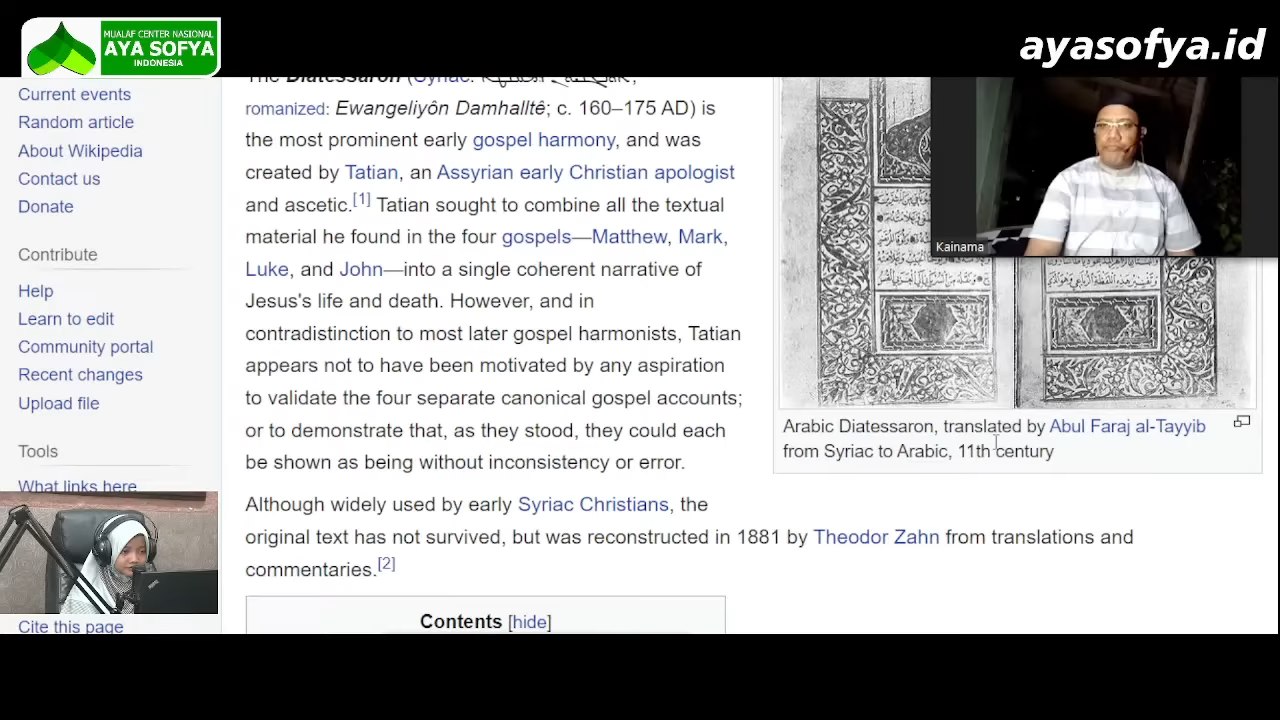 MUALAF CENTER NASIONAL
AYA SOFYA
INDONESIA
ayasofya.id
Current events
Random article
About Wikipedia
Contact us
Donate
Contribute
Help
Learn to edit
Community portal
Recent changes
Upload file
Tools
What links here
Cite this page
The Diatessaron (Syriac:
romanized: Ewangeliyôn Damhalltê; c. 160–175 AD) is
the most prominent early gospel harmony, and was
created by Tatian, an Assyrian early Christian apologist
and ascetic.[1] Tatian sought to combine all the textual
material he found in the four gospels—Matthew, Mark,
Luke, and John—into a single coherent narrative of
Jesus's life and death. However, and in
contradistinction to most later gospel harmonists, Tatian
appears not to have been motivated by any aspiration
to validate the four separate canonical gospel accounts;
or to demonstrate that, as they stood, they could each
be shown as being without inconsistency or error.
Although widely used by early Syriac Christians, the
original text has not survived, but was reconstructed in 1881 by Theodor Zahn from translations and
commentaries.[2]
Contents [hide]
Kainama
Arabic Diatessaron, translated by Abul Faraj al-Tayyib
from Syriac to Arabic, 11th century